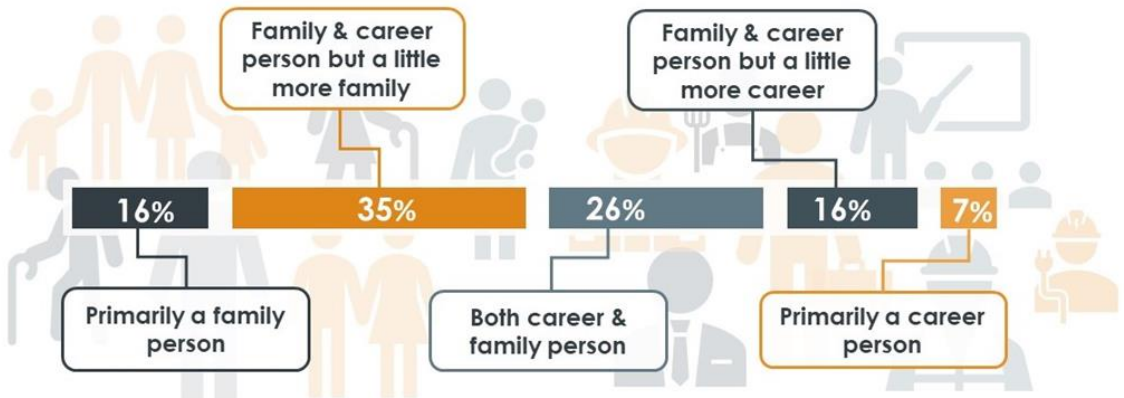 Family & career
person but a little
more family
Family & career
person but a little
more career
16%
35%
26%
16%
7%
Primarily a family
person
Both career &
family person
Primarily a career
person